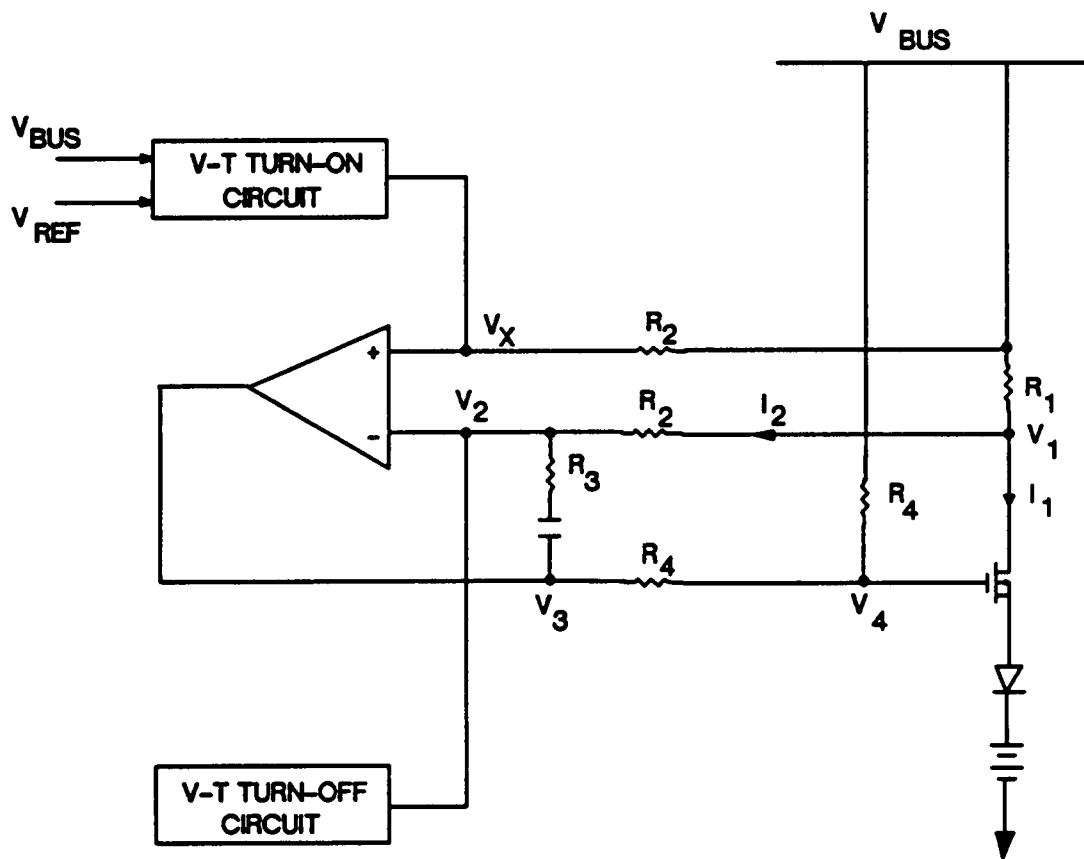 V BUS
V BUS
V REF
V-T TURN-ON
CIRCUIT
V X
R 2
R 1
+
V 2
R 2
I 2
V 1
-
R 3
R 4
I 1
R 4
V 3
V 4
V-T TURN-OFF
CIRCUIT